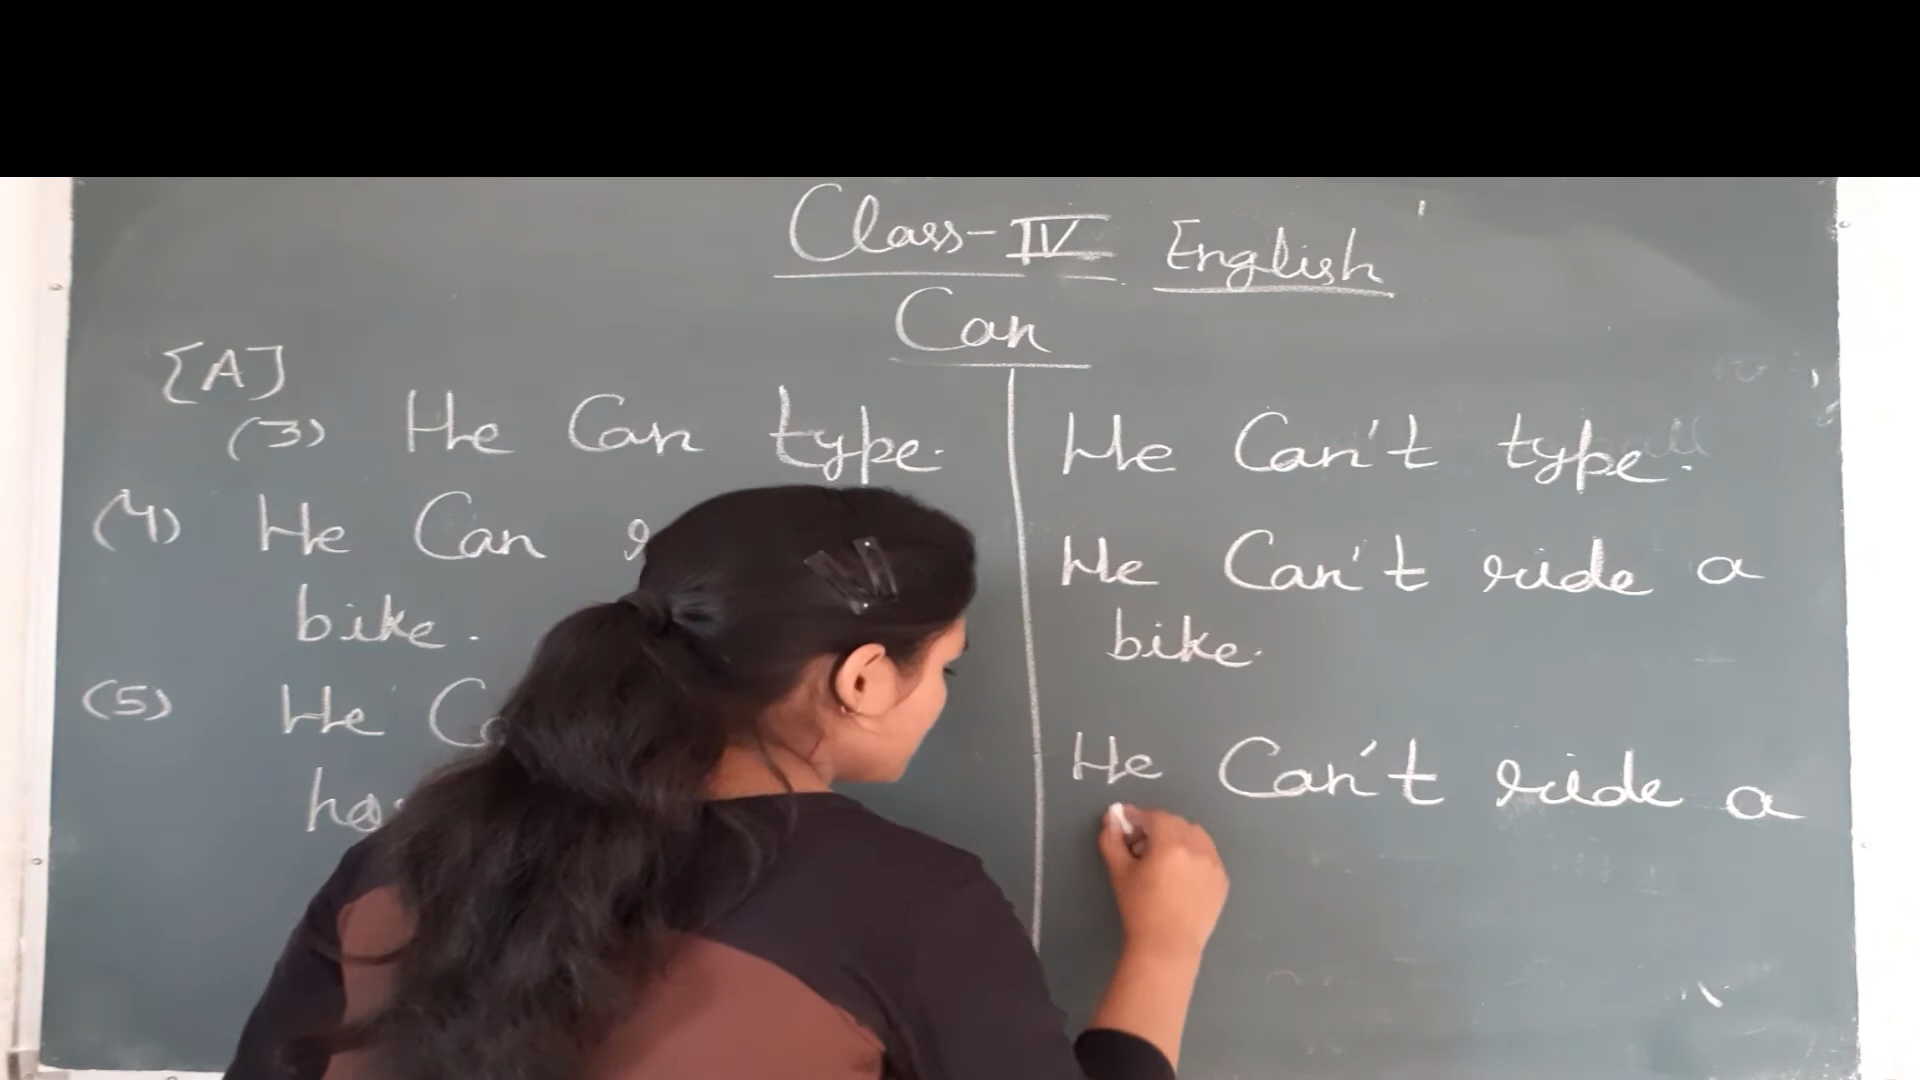 Class-IV English
Can
[A]
(3) He Can type.
He Can't type.
(4) He Can
He Can't ride a
bike.
bike.
(5) He
He Can't ride a